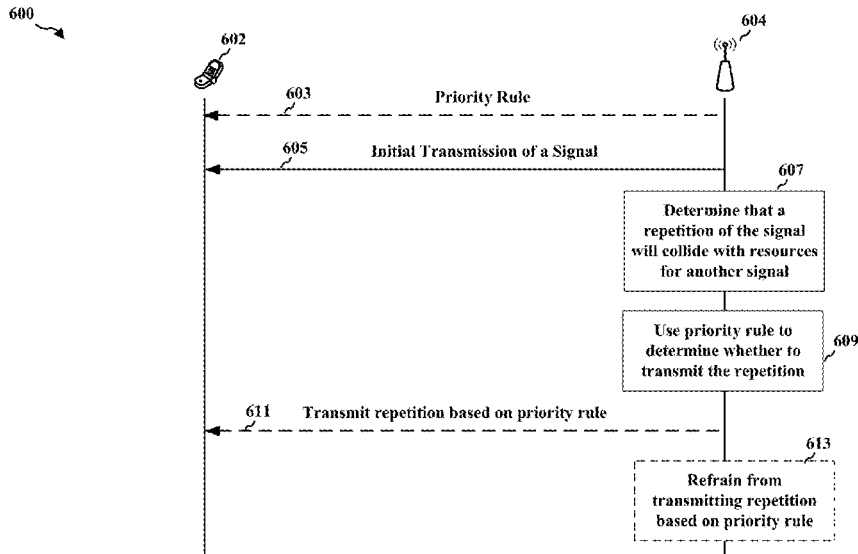 600
602
604
603
Priority Rule
605
Initial Transmission of a Signal
607
Determine that a
repetition of the signal
will collide with resources
for another signal
Use priority rule to
determine whether to
transmit the repetition
609
611
Transmit repetition based on priority rule
613
Refrain from
transmitting repetition
based on priority rule